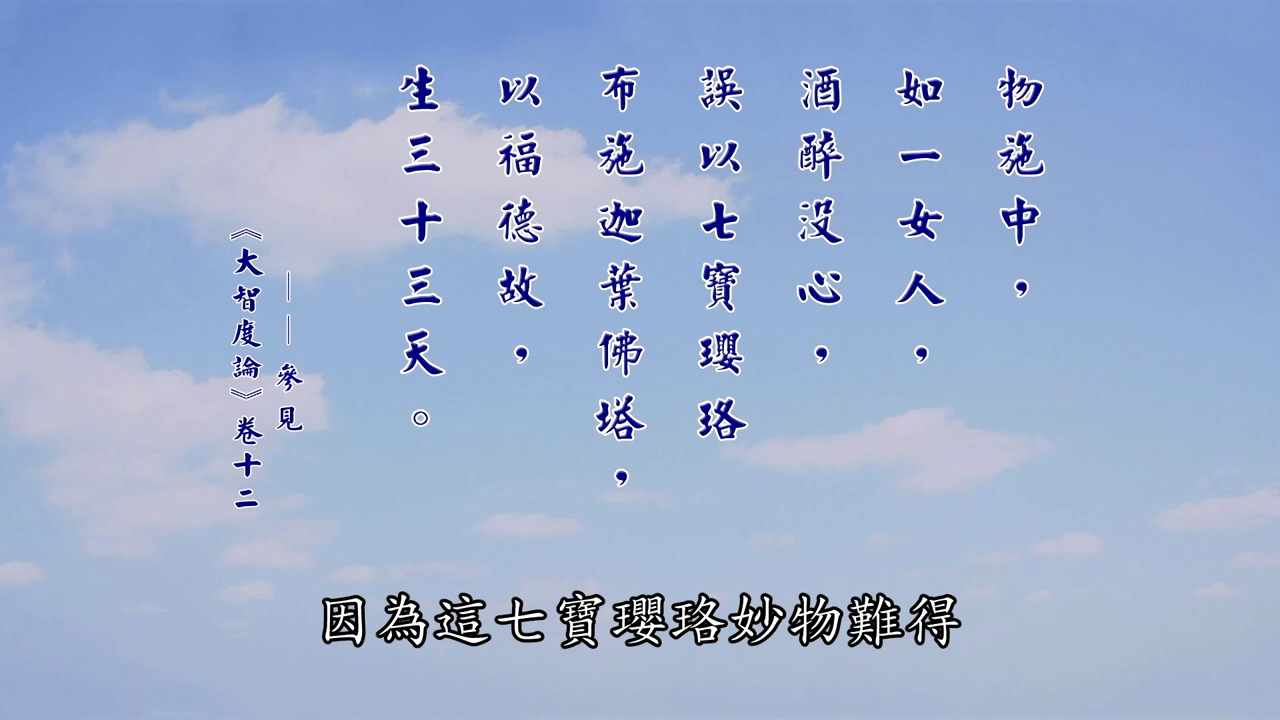 物施中，
如一女人，
酒醉没心，
誤以七寶瓔珞
布施迦葉佛塔，
以福德故，
生三十三天。
——參見
《大智度論》卷十二
因為這七寶瓔珞妙物難得